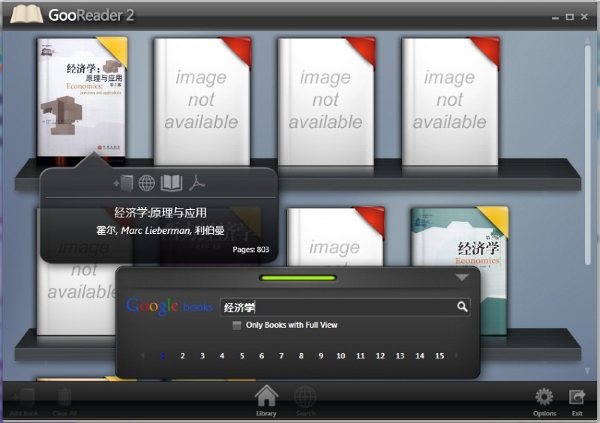 GooReader 2
经济学:
原理与应用
Economics:
principles and applications
image
not
available
image
not
available
image
not
available
经济学:原理与应用
霍尔, Marc Lieberman, 利伯曼
Pages: 803
not
available
image
not
available
经济学
Economics
Google books
经济学
Only Books with Full View
1 2 3 4 5 6 7 8 9 10 11 12 13 14 15
Add Book
Clear All
Library
Search
Options
Exit